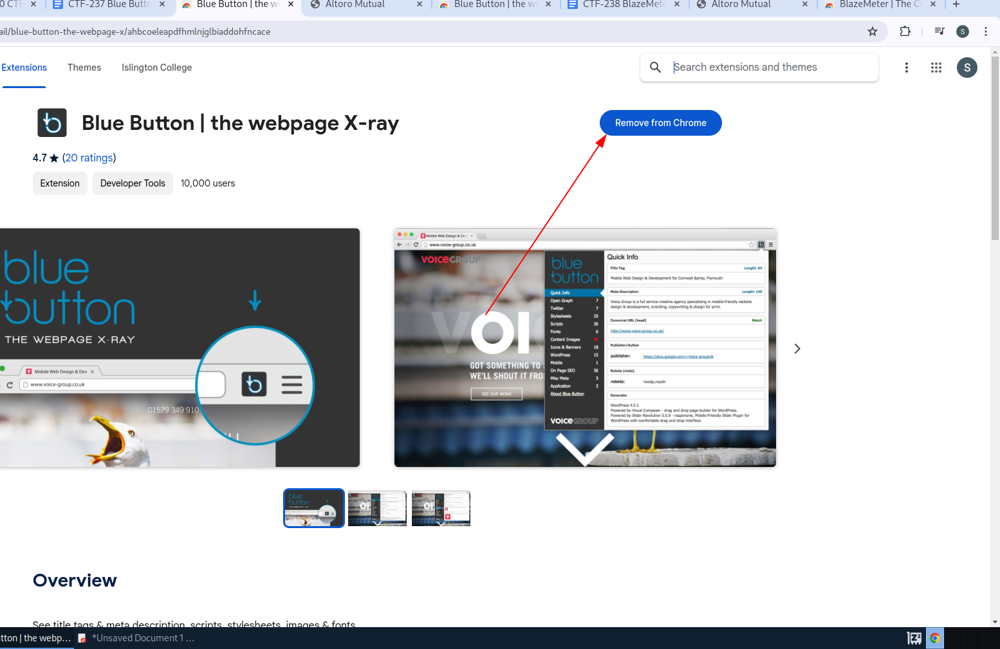 CTF
CTF-237 Blue Butt
Blue Button | the w
Altoro Mutual
Blue Button | the w
CTF-238 BlazeMete
Altoro Mutual
BlazeMeter | The C
ail/blue-button-the-webpage-x/ahbcoeleapdfhmlnjglbiaddohfncace
S
Extensions
Themes
Islington College
Search extensions and themes
S
Blue Button | the webpage X-ray
Remove from Chrome
4.7 ★ (20 ratings)
Extension
Developer Tools
10,000 users
blue
button
THE WEBPAGE X-RAY
Mobile Web Design & Dev
www.voice-group.co.uk
01579 349 910
Mobile Web Design & Dev
www.voice-group.co.uk
VOICEGROUP
VOI
GOT SOMETHING TO
WE'LL SHOUT IT FRO
SEE OUR WORK
blue
button
Quick Info
Open Graph 7
Twitter 7
Stylesheets 25
Scripts 36
Fonts 6
Content Images
Icons & Banners 18
WordPress 15
Mobile 1
On Page SEO 36
Misc Meta 3
Application 3
About Blue Button
VOICEGROUP
Quick Info
Title Tag Length: 63
Mobile Web Design & Development for Cornwall &amp; Plymouth
Meta Description Length: 149
Voice Group is a full service creative agency specialising in mobile-friendly website
design & development, branding, copywriting & design for print.
Canonical URL (head) Match
http://www.voice-group.co.uk/
Publisher/Author
publisher: https://plus.google.com/+Voice-groupUk
Robots (meta)
robots: noodp,noydir
Generator
WordPress 4.3.1
Powered by Visual Composer - drag and drop page builder for WordPress.
Powered by Slider Revolution 5.0.9 - responsive, Mobile-Friendly Slider Plugin for
WordPress with comfortable drag and drop interface.
blue
button
OI
OI
Overview
See title tags & meta description, scripts, stylesheets, images & fonts
tton | the webp...
*Unsaved Document 1 ...